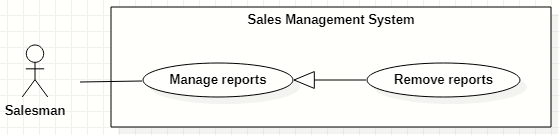 Sales Management System
Manage reports
Remove reports
Salesman